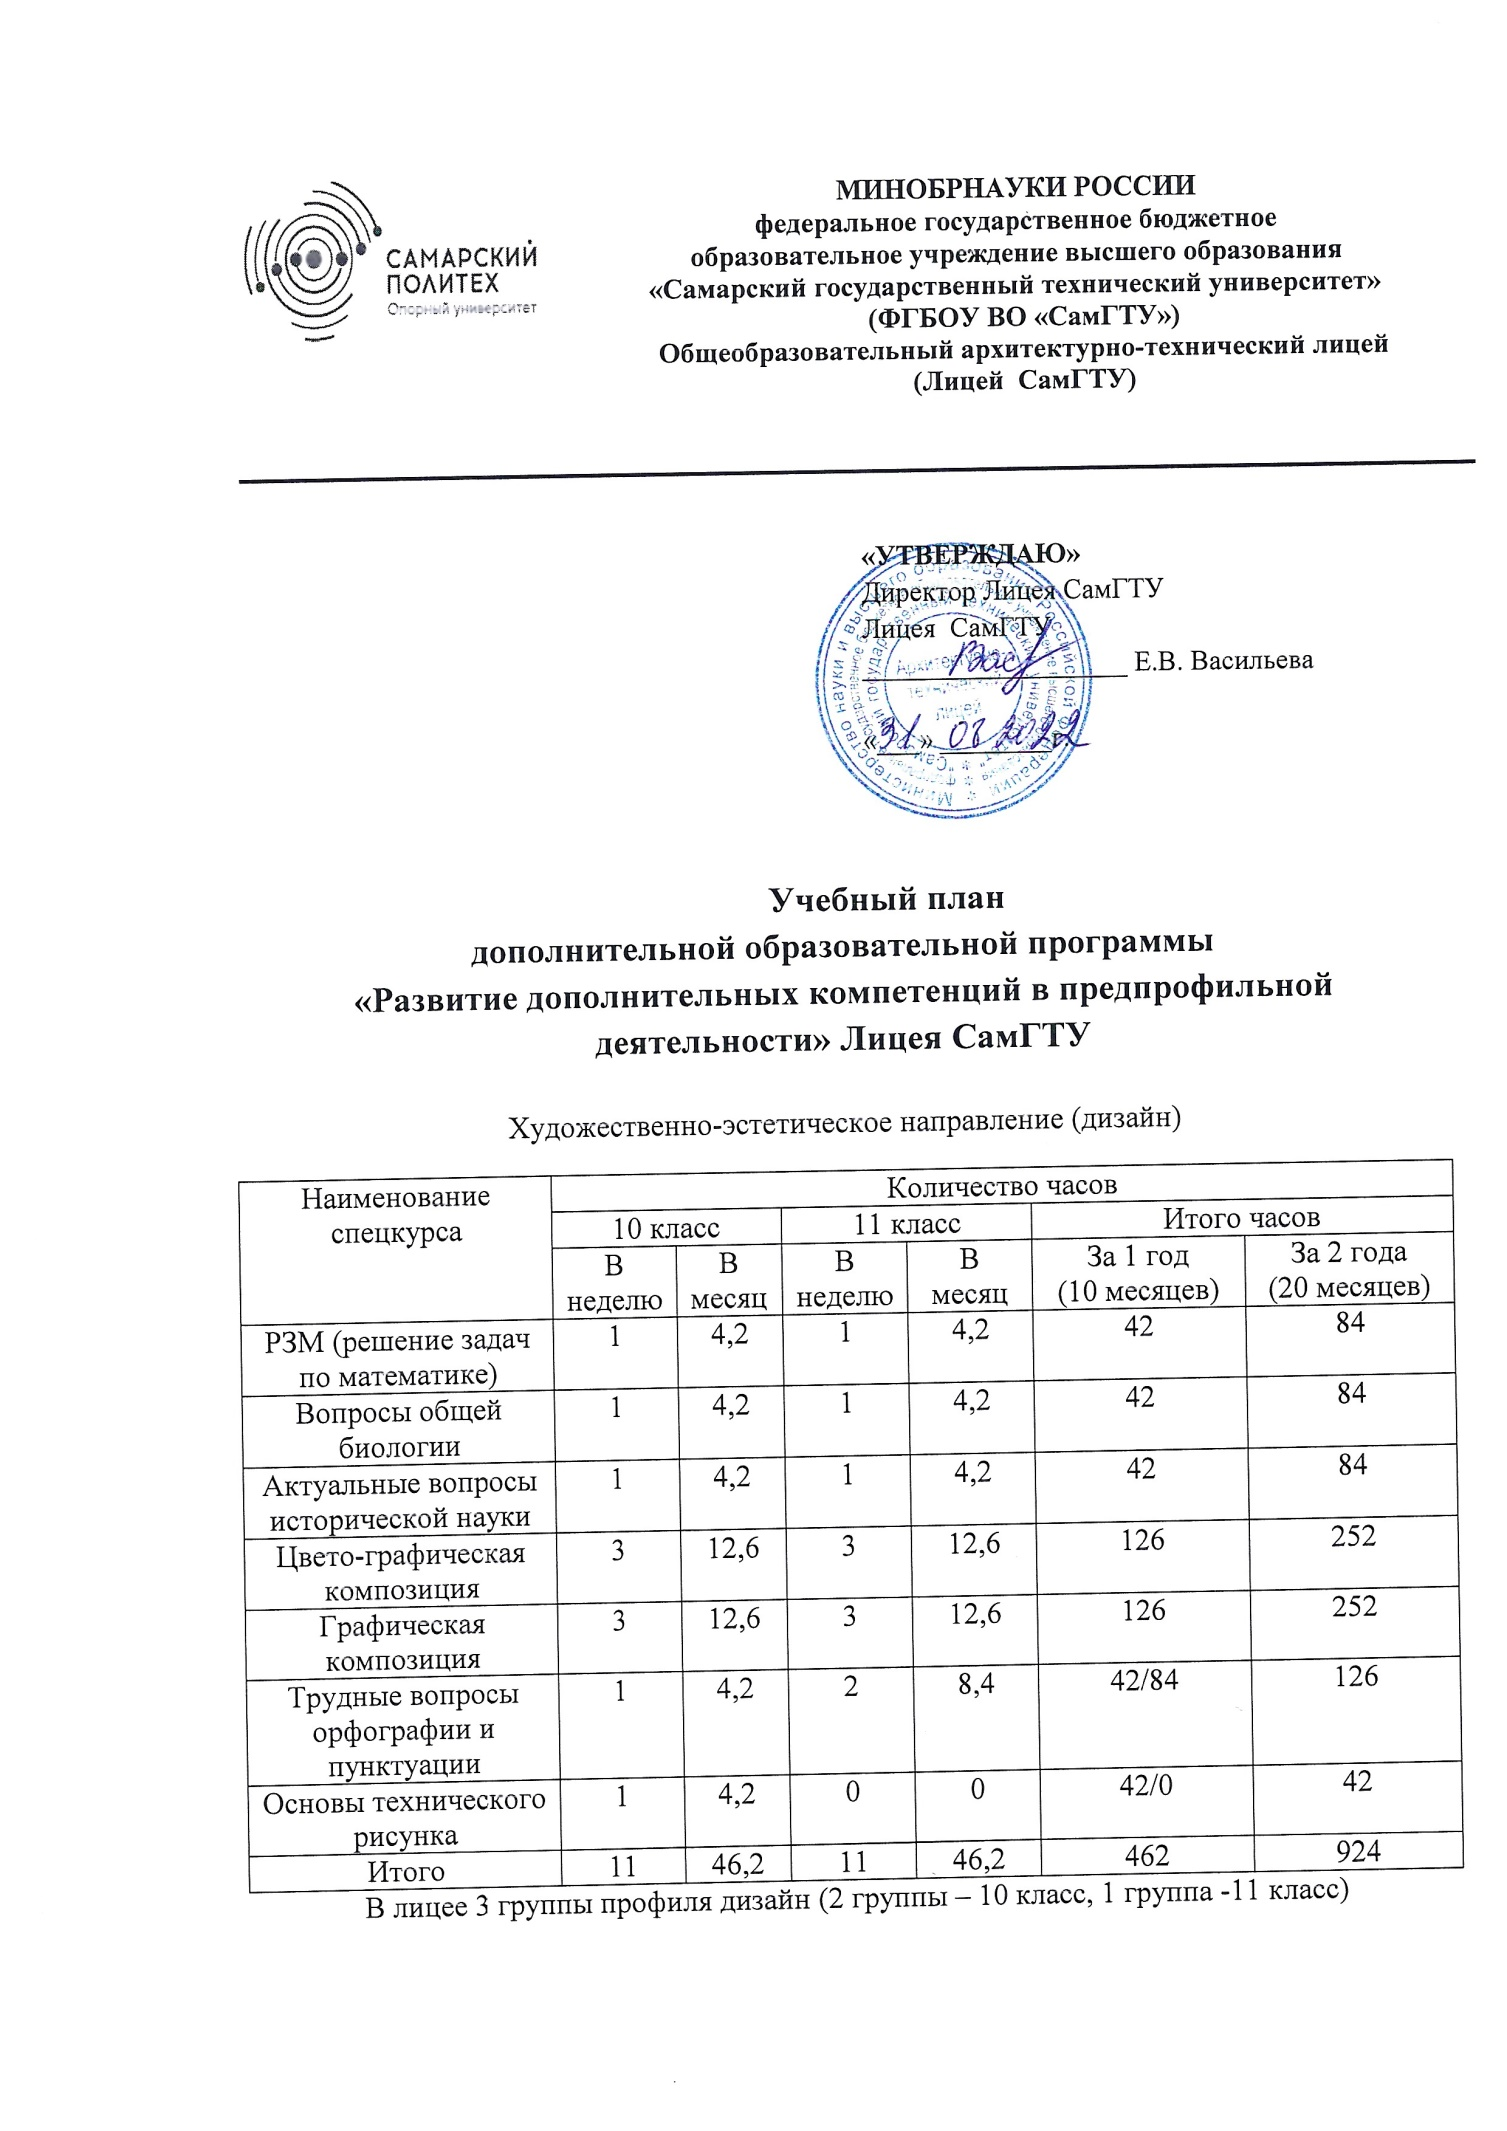 САМАРСКИЙ
ПОЛИТЕХ
Опорный университет
МИНОБРНАУКИ РОССИИ
федеральное государственное бюджетное
образовательное учреждение высшего образования
«Самарский государственный технический университет»
(ФГБОУ ВО «СамГТУ»)
Общеобразовательный архитектурно-технический лицей
(Лицей СамГТУ)
«УТВЕРЖДАЮ»
Директор Лицея СамГТУ
Лицея СамГТУ
Е.В. Васильева
«31» 08 2022 г.
Министерство науки и высшего образования Российской Федерации
Архитектурно-
технический
лицей
Учебный план
дополнительной образовательной программы
«Развитие дополнительных компетенций в предпрофильной
деятельности» Лицея СамГТУ
Художественно-эстетическое направление (дизайн)
Наименование спецкурса Количество часов
10 класс 11 класс Итого часов
В неделю В месяц В неделю В месяц За 1 год (10 месяцев) За 2 года (20 месяцев)
РЗМ (решение задач по математике) 1 4,2 1 4,2 42 84
Вопросы общей биологии 1 4,2 1 4,2 42 84
Актуальные вопросы исторической науки 1 4,2 1 4,2 42 84
Цвето-графическая композиция 3 12,6 3 12,6 126 252
Графическая композиция 3 12,6 3 12,6 126 252
Трудные вопросы орфографии и пунктуации 1 4,2 2 8,4 42/84 126
Основы технического рисунка 1 4,2 0 0 42/0 42
Итого 11 46,2 11 46,2 462 924
В лицее 3 группы профиля дизайн (2 группы – 10 класс, 1 группа -11 класс)